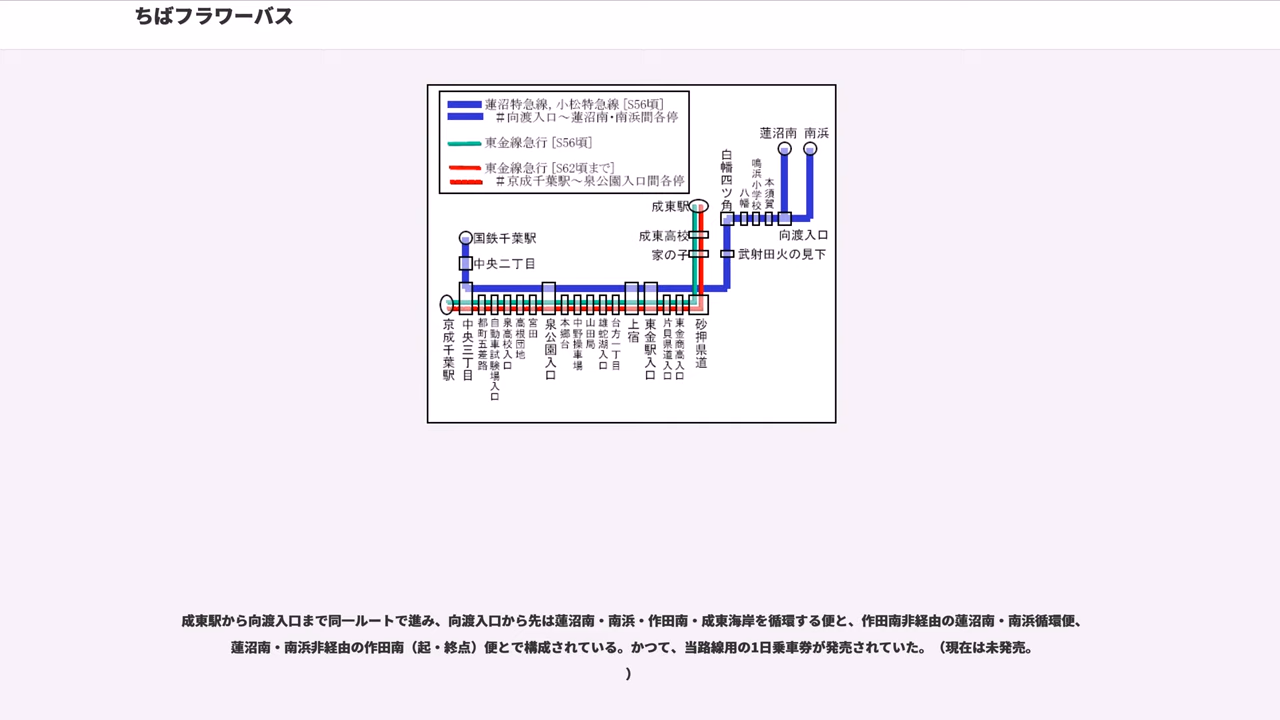 ちばフラワーバス
蓮沼特急線, 小松特急線 [S56頃]
＃向渡入口～蓮沼南・南浜間各停
東金線急行 [S56頃]
東金線急行 [S62頃まで]
＃京成千葉駅～泉公園入口間各停
蓮沼南
南浜
白幡四ツ角
八幡
鳴浜小学校
本須賀
向渡入口
武射田火の見下
成東駅
成東高校
家の子
国鉄千葉駅
中央二丁目
京成千葉駅
中央三丁目
都町五差路
自動車試験場入口
泉高校入口
高根団地
宮田
泉公園入口
本郷台
中野操車場
山田局
雄蛇湖入口
台方一丁目
上宿
東金駅入口
片貝県道入口
東金商高入口
砂押県道
成東駅から向渡入口まで同一ルートで進み、向渡入口から先は蓮沼南・南浜・作田南・成東海岸を循環する便と、作田南非経由の蓮沼南・南浜循環便、
蓮沼南・南浜非経由の作田南（起・終点）便とで構成されている。かつて、当路線用の1日乗車券が発売されていた。（現在は未発売。
）